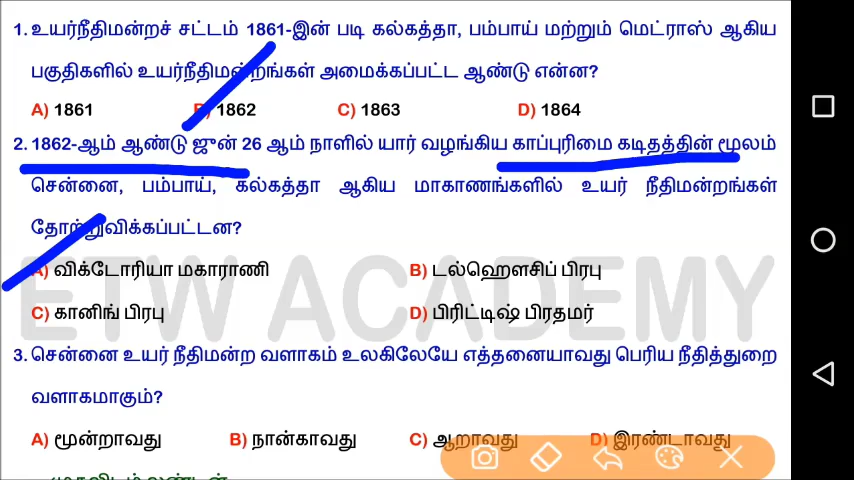 1. உயர்நீதிமன்றச் சட்டம் 1861-இன் படி கல்கத்தா, பம்பாய் மற்றும் மெட்ராஸ் ஆகிய
பகுதிகளில் உயர்நீதிமன்றங்கள் அமைக்கப்பட்ட ஆண்டு என்ன?
A) 1861 B) 1862 C) 1863 D) 1864
2. 1862-ஆம் ஆண்டு ஜுன் 26 ஆம் நாளில் யார் வழங்கிய காப்புரிமை கடிதத்தின் மூலம்
சென்னை, பம்பாய், கல்கத்தா ஆகிய மாகாணங்களில் உயர் நீதிமன்றங்கள்
தோற்றுவிக்கப்பட்டன?
A) விக்டோரியா மகாராணி B) டல்ஹௌசிப் பிரபு
C) கானிங் பிரபு D) பிரிட்டிஷ் பிரதமர்
ETW ACADEMY
3. சென்னை உயர் நீதிமன்ற வளாகம் உலகிலேயே எத்தனையாவது பெரிய நீதித்துறை
வளாகமாகும்?
A) மூன்றாவது B) நான்காவது C) ஆறாவது D) இரண்டாவது